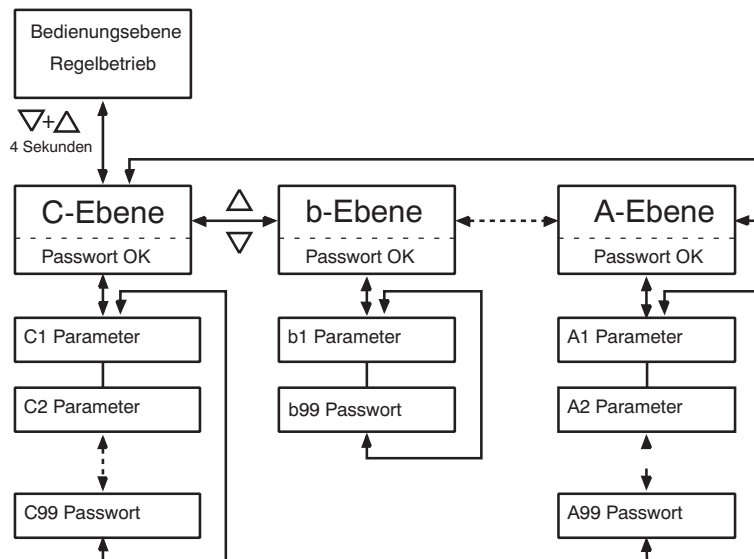 Bedienungsebene
Regelbetrieb
+
4 Sekunden
C-Ebene
Passwort OK
b-Ebene
Passwort OK
A-Ebene
Passwort OK
C1 Parameter
b1 Parameter
A1 Parameter
C2 Parameter
b99 Passwort
A2 Parameter
C99 Passwort
A99 Passwort